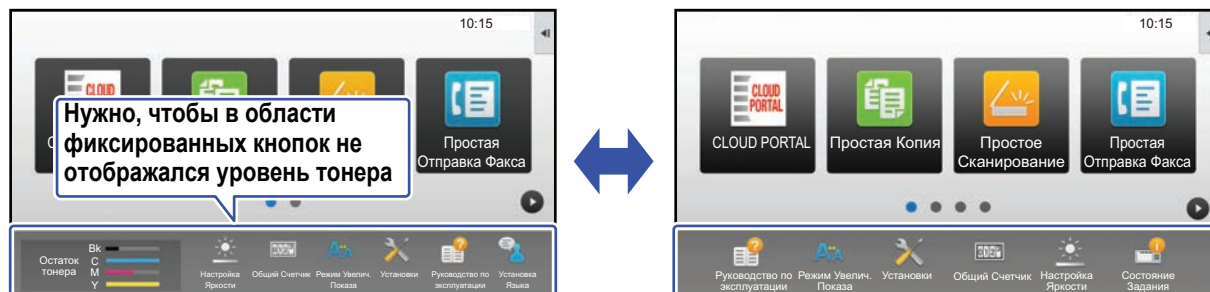 10:15
CLOUD
Нужно, чтобы в области
фиксированных кнопок не
отображался уровень тонера
Простая
Отправка Факса
Остаток
тонера
Bk
C
M
Y
Настройка
Яркости
Общий Счетчик
Режим Увелич.
Показа
Установки
Руководство по
эксплуатации
Установка
Языка
10:15
CLOUD
PORTAL
CLOUD PORTAL
Простая Копия
Простое
Сканирование
Простая
Отправка Факса
Руководство по
эксплуатации
Режим Увелич.
Показа
Установки
Общий Счетчик
Настройка
Яркости
Состояние
Задания